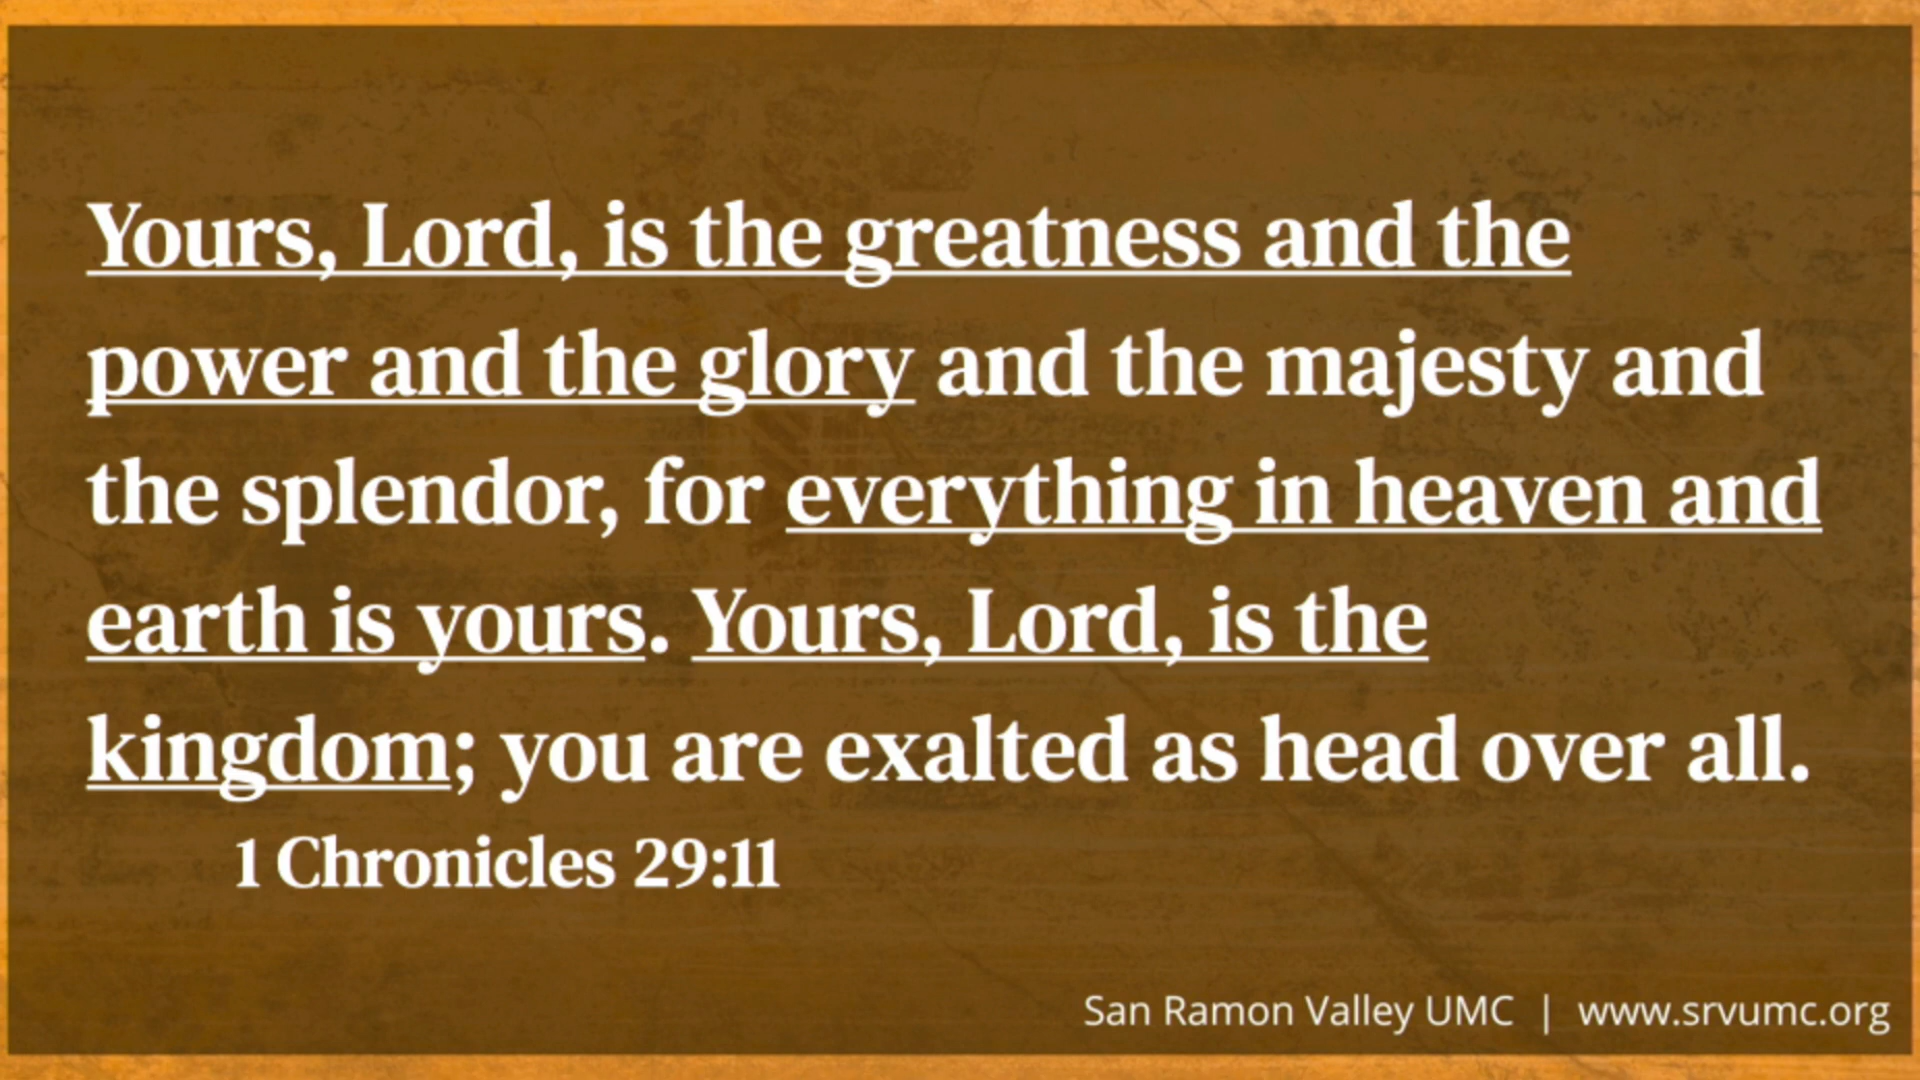 Yours, Lord, is the greatness and the
power and the glory and the majesty and
the splendor, for everything in heaven and
earth is yours. Yours, Lord, is the
kingdom; you are exalted as head over all.
1 Chronicles 29:11
San Ramon Valley UMC | www.srvumc.org